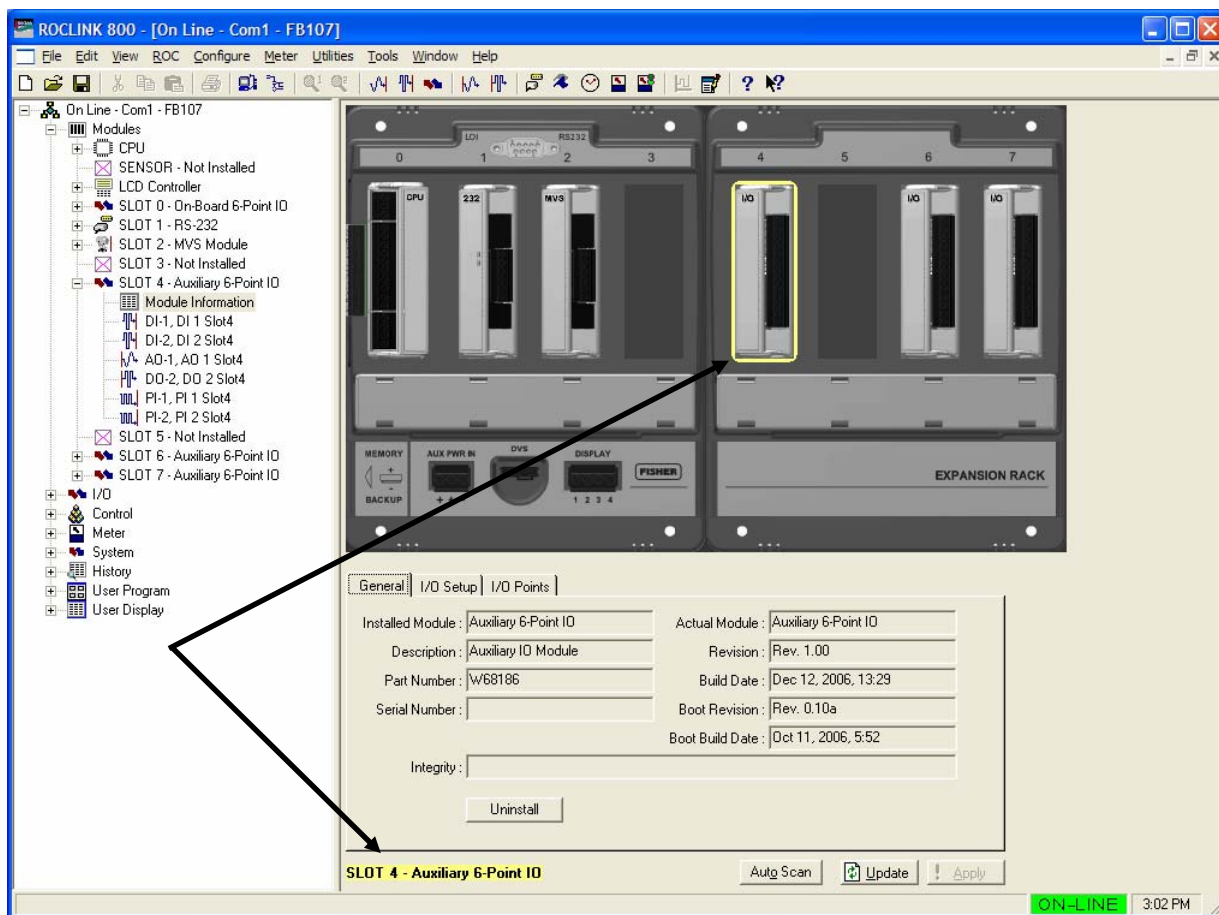 ROCLINK 800 - [On Line - Com1 - FB107]
File Edit View ROC Configure Meter Utilities Tools Window Help
On Line - Com1 - FB107
Modules
CPU
SENSOR - Not Installed
LCD Controller
SLOT 0 - On-Board 6-Point IO
SLOT 1 - RS-232
SLOT 2 - MVS Module
SLOT 3 - Not Installed
SLOT 4 - Auxiliary 6-Point IO
Module Information
DI-1, DI 1 Slot4
DI-2, DI 2 Slot4
AO-1, AO 1 Slot4
DO-2, DO 2 Slot4
PI-1, PI 1 Slot4
PI-2, PI 2 Slot4
SLOT 5 - Not Installed
SLOT 6 - Auxiliary 6-Point IO
SLOT 7 - Auxiliary 6-Point IO
I/O
Control
Meter
System
History
User Program
User Display
LOI RS232
0 1 2 3 4 5 6 7
CPU 232 MVS I/O I/O I/O
MEMORY BACKUP
AUX PWR IN
DVS
DISPLAY
1 2 3 4
FISHER
EXPANSION RACK
General I/O Setup I/O Points
Installed Module : Auxiliary 6-Point IO Actual Module : Auxiliary 6-Point IO
Description : Auxiliary IO Module Revision : Rev. 1.00
Part Number : W68186 Build Date : Dec 12, 2006, 13:29
Serial Number : Boot Revision : Rev. 0.10a
Boot Build Date : Oct 11, 2006, 5:52
Integrity :
Uninstall
SLOT 4 - Auxiliary 6-Point IO Auto Scan Update ! Apply
ON-LINE 3:02 PM